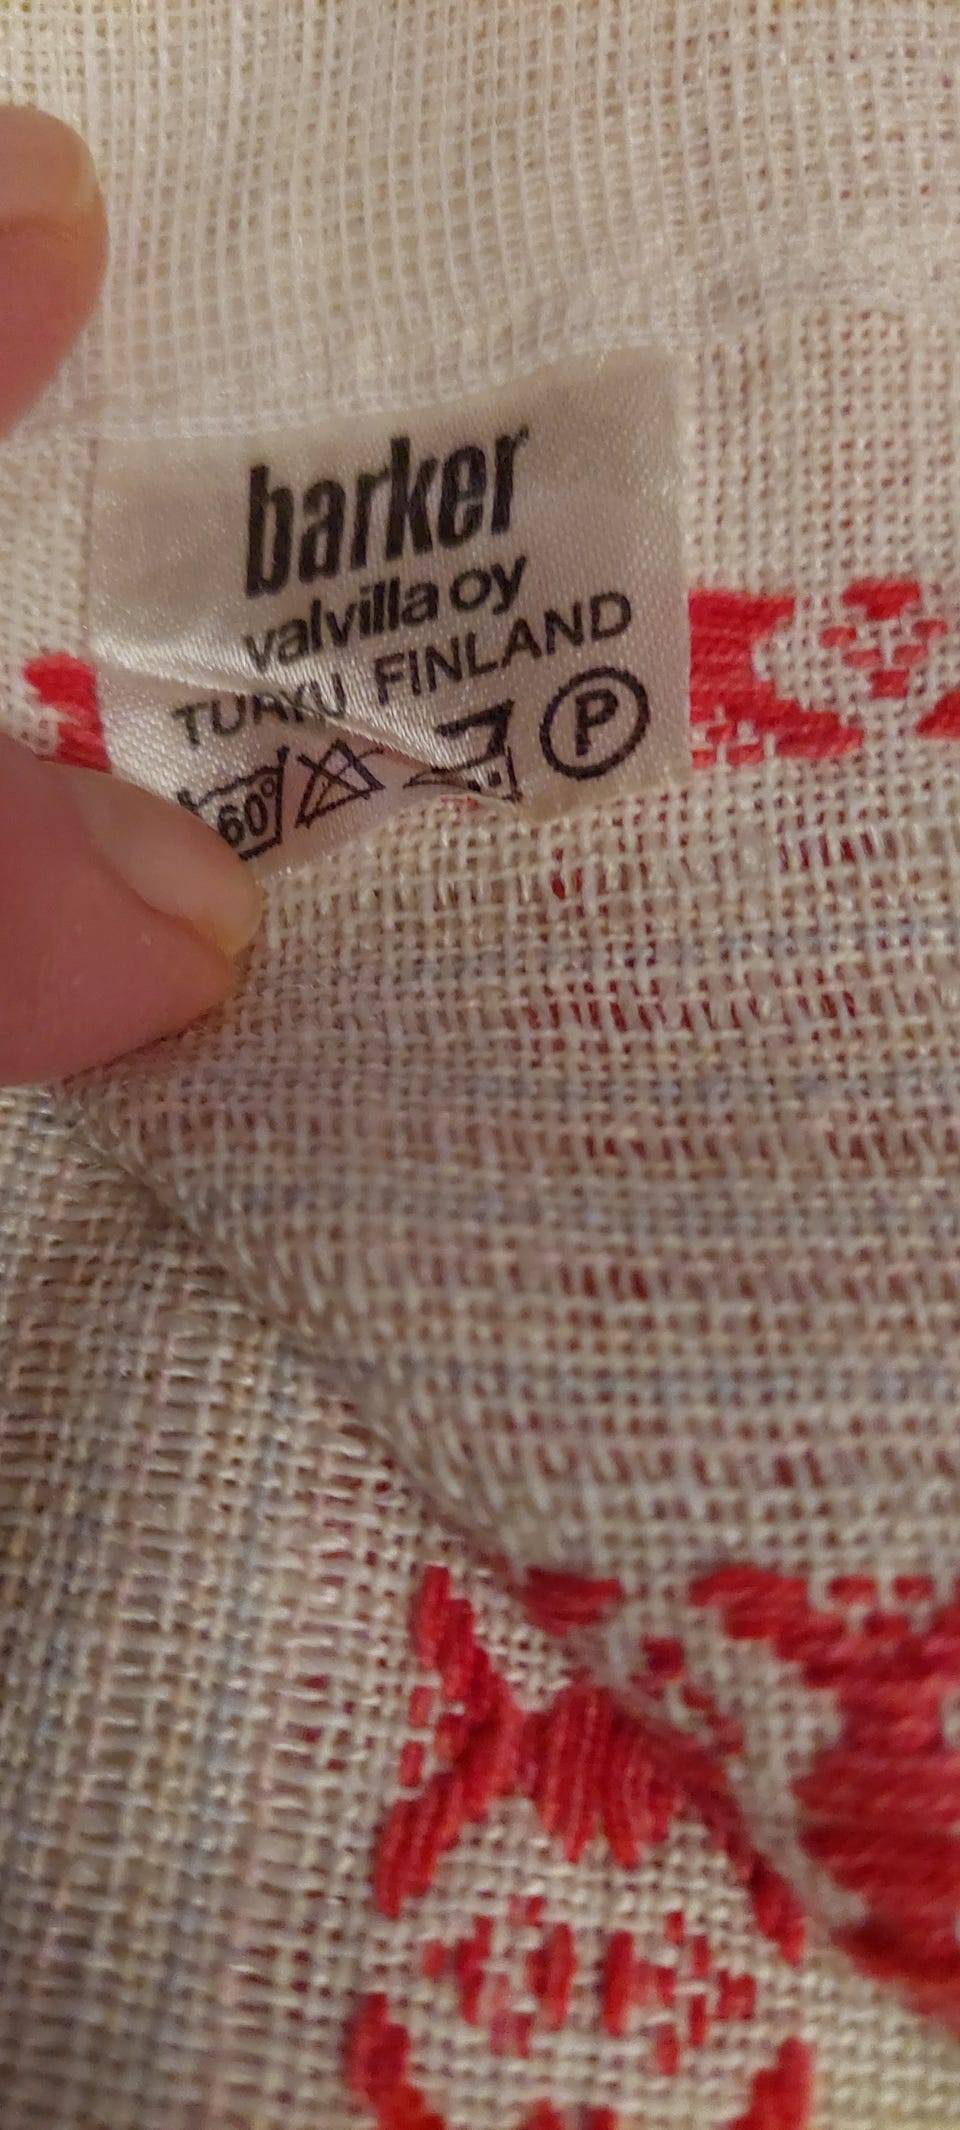 barker
valvilla oy
TURKU FINLAND
60° P